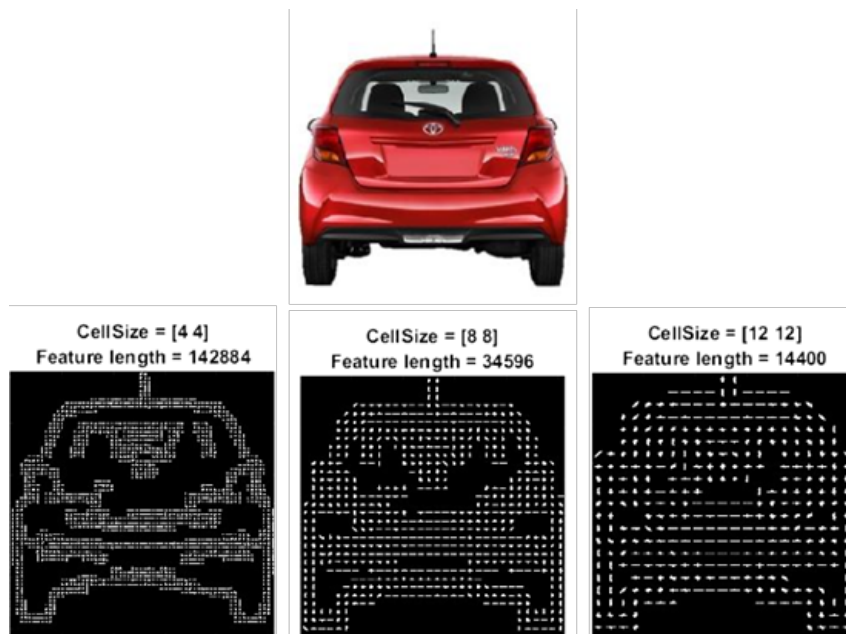 CellSize = [4 4]
Feature length = 142884
CellSize = [8 8]
Feature length = 34596
CellSize = [12 12]
Feature length = 14400